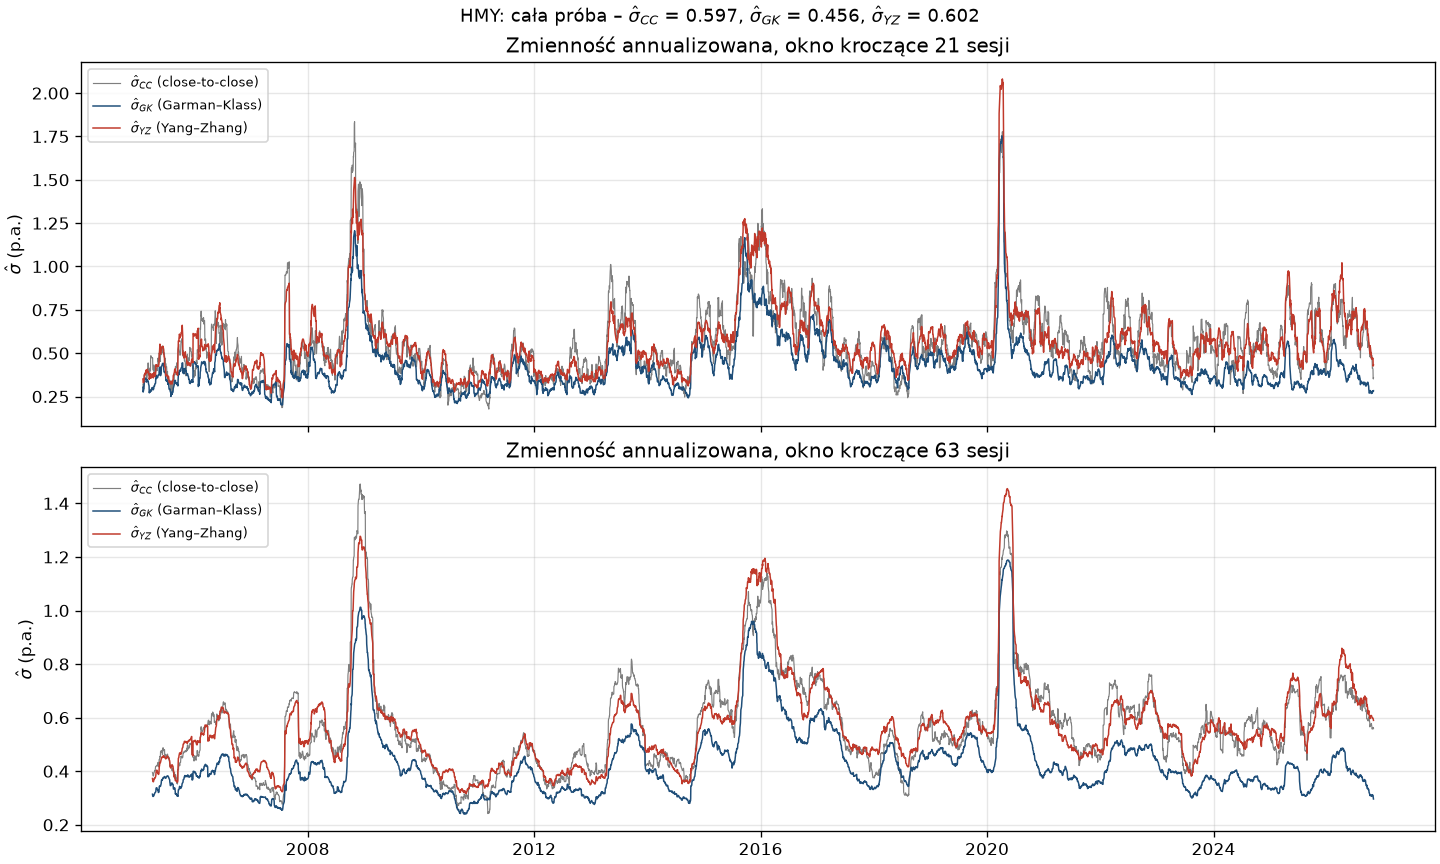 HMY: cała próba – σ̂CC = 0.597, σ̂GK = 0.456, σ̂YZ = 0.602
Zmienność annualizowana, okno kroczące 21 sesji
σ̂CC (close-to-close)
σ̂GK (Garman–Klass)
σ̂YZ (Yang–Zhang)
σ̂ (p.a.)
2.00
1.75
1.50
1.25
1.00
0.75
0.50
0.25
Zmienność annualizowana, okno kroczące 63 sesji
σ̂CC (close-to-close)
σ̂GK (Garman–Klass)
σ̂YZ (Yang–Zhang)
σ̂ (p.a.)
1.4
1.2
1.0
0.8
0.6
0.4
0.2
2008 2012 2016 2020 2024